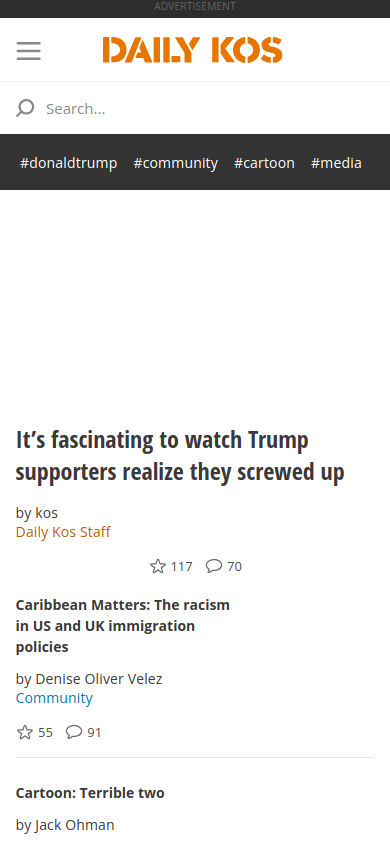 ADVERTISEMENT
DAILY KOS
Search...
#donaldtrump #community #cartoon #media
It's fascinating to watch Trump
supporters realize they screwed up
by kos
Daily Kos Staff
117 70
Caribbean Matters: The racism
in US and UK immigration
policies
by Denise Oliver Velez
Community
55 91
Cartoon: Terrible two
by Jack Ohman